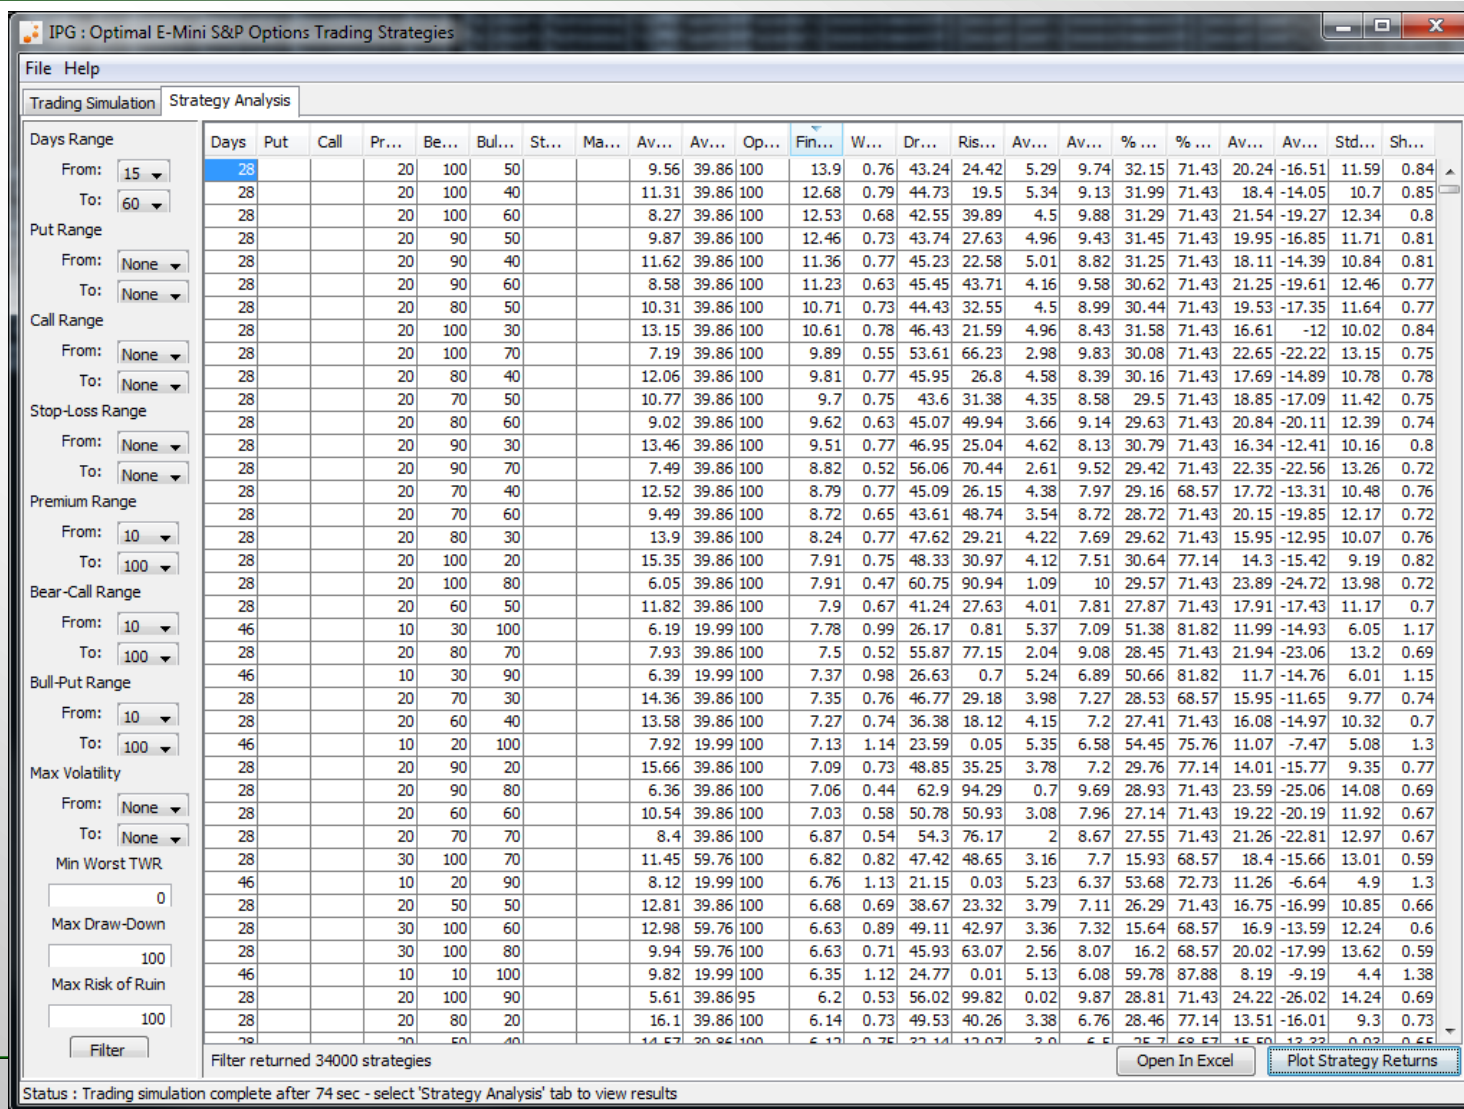 IPG : Optimal E-Mini S&P Options Trading Strategies
File Help
Trading Simulation Strategy Analysis
Days Range
From: 15
To: 60
Put Range
From: None
To: None
Call Range
From: None
To: None
Stop-Loss Range
From: None
To: None
Premium Range
From: 10
To: 100
Bear-Call Range
From: 10
To: 100
Bull-Put Range
From: 10
To: 100
Max Volatility
From: None
To: None
Min Worst TWR
0
Max Draw-Down
100
Max Risk of Ruin
100
Filter
Days Put Call Pr... Be... Bul... St... Ma... Av... Av... Op... Fin... W... Dr... Ris... Av... Av... % ... % ... Av... Av... Std... Sh...
28 20 100 50 9.56 39.86 100 13.9 0.76 43.24 24.42 5.29 9.74 32.15 71.43 20.24 -16.51 11.59 0.84
28 20 100 40 11.31 39.86 100 12.68 0.79 44.73 19.5 5.34 9.13 31.99 71.43 18.4 -14.05 10.7 0.85
28 20 100 60 8.27 39.86 100 12.53 0.68 42.55 39.89 4.5 9.88 31.29 71.43 21.54 -19.27 12.34 0.8
28 20 90 50 9.87 39.86 100 12.46 0.73 43.74 27.63 4.96 9.43 31.45 71.43 19.95 -16.85 11.71 0.81
28 20 90 40 11.62 39.86 100 11.36 0.77 45.23 22.58 5.01 8.82 31.25 71.43 18.11 -14.39 10.84 0.81
28 20 90 60 8.58 39.86 100 11.23 0.63 45.45 43.71 4.16 9.58 30.62 71.43 21.25 -19.61 12.46 0.77
28 20 80 50 10.31 39.86 100 10.71 0.73 44.43 32.55 4.5 8.99 30.44 71.43 19.53 -17.35 11.64 0.77
28 20 100 30 13.15 39.86 100 10.61 0.78 46.43 21.59 4.96 8.43 31.58 71.43 16.61 -12 10.02 0.84
28 20 100 70 7.19 39.86 100 9.89 0.55 53.61 66.23 2.98 9.83 30.08 71.43 22.65 -22.22 13.15 0.75
28 20 80 40 12.06 39.86 100 9.81 0.77 45.95 26.8 4.58 8.39 30.16 71.43 17.69 -14.89 10.78 0.78
28 20 70 50 10.77 39.86 100 9.7 0.75 43.6 31.38 4.35 8.58 29.5 71.43 18.85 -17.09 11.42 0.75
28 20 80 60 9.02 39.86 100 9.62 0.63 45.07 49.94 3.66 9.14 29.63 71.43 20.84 -20.11 12.39 0.74
28 20 90 30 13.46 39.86 100 9.51 0.77 46.95 25.04 4.62 8.13 30.79 71.43 16.34 -12.41 10.16 0.8
28 20 90 70 7.49 39.86 100 8.82 0.52 56.06 70.44 2.61 9.52 29.42 71.43 22.35 -22.56 13.26 0.72
28 20 70 40 12.52 39.86 100 8.79 0.77 45.09 26.15 4.38 7.97 29.16 68.57 17.72 -13.31 10.48 0.76
28 20 70 60 9.49 39.86 100 8.72 0.65 43.61 48.74 3.54 8.72 28.72 71.43 20.15 -19.85 12.17 0.72
28 20 80 30 13.9 39.86 100 8.24 0.77 47.62 29.21 4.22 7.69 29.62 71.43 15.95 -12.95 10.07 0.76
28 20 100 20 15.35 39.86 100 7.91 0.75 48.33 30.97 4.12 7.51 30.64 77.14 14.3 -15.42 9.19 0.82
28 20 100 80 6.05 39.86 100 7.91 0.47 60.75 90.94 1.09 10 29.57 71.43 23.89 -24.72 13.98 0.72
28 20 60 50 11.82 39.86 100 7.9 0.67 41.24 27.63 4.01 7.81 27.87 71.43 17.91 -17.43 11.17 0.7
46 10 30 100 6.19 19.99 100 7.78 0.99 26.17 0.81 5.37 7.09 51.38 81.82 11.99 -14.93 6.05 1.17
28 20 80 70 7.93 39.86 100 7.5 0.52 55.87 77.15 2.04 9.08 28.45 71.43 21.94 -23.06 13.2 0.69
46 10 30 90 6.39 19.99 100 7.37 0.98 26.63 0.7 5.24 6.89 50.66 81.82 11.7 -14.76 6.01 1.15
28 20 70 30 14.36 39.86 100 7.35 0.76 46.77 29.18 3.98 7.27 28.53 68.57 15.95 -11.65 9.77 0.74
28 20 60 40 13.58 39.86 100 7.27 0.74 36.38 18.12 4.15 7.2 27.41 71.43 16.08 -14.97 10.32 0.7
46 10 20 100 7.92 19.99 100 7.13 1.14 23.59 0.05 5.35 6.58 54.45 75.76 11.07 -7.47 5.08 1.3
28 20 90 20 15.66 39.86 100 7.09 0.73 48.85 35.25 3.78 7.2 29.76 77.14 14.01 -15.77 9.35 0.77
28 20 90 80 6.36 39.86 100 7.06 0.44 62.9 94.29 0.7 9.69 28.93 71.43 23.59 -25.06 14.08 0.69
28 20 60 60 10.54 39.86 100 7.03 0.58 50.78 50.93 3.08 7.96 27.14 71.43 19.22 -20.19 11.92 0.67
28 20 70 70 8.4 39.86 100 6.87 0.54 54.3 76.17 2 8.67 27.55 71.43 21.26 -22.81 12.97 0.67
28 30 100 70 11.45 59.76 100 6.82 0.82 47.42 48.65 3.16 7.7 15.93 68.57 18.4 -15.66 13.01 0.59
46 10 20 90 8.12 19.99 100 6.76 1.13 21.15 0.03 5.23 6.37 53.68 72.73 11.26 -6.64 4.9 1.3
28 20 50 50 12.81 39.86 100 6.68 0.69 38.67 23.32 3.79 7.11 26.29 71.43 16.75 -16.99 10.85 0.66
28 30 100 60 12.98 59.76 100 6.63 0.89 49.11 42.97 3.36 7.32 15.64 68.57 16.9 -13.59 12.24 0.6
28 30 100 80 9.94 59.76 100 6.63 0.71 45.93 63.07 2.56 8.07 16.2 68.57 20.02 -17.99 13.62 0.59
46 10 10 100 9.82 19.99 100 6.35 1.12 24.77 0.01 5.13 6.08 59.78 87.88 8.19 -9.19 4.4 1.38
28 20 100 90 5.61 39.86 95 6.2 0.53 56.02 99.82 0.02 9.87 28.81 71.43 24.22 -26.02 14.24 0.69
28 20 80 20 16.1 39.86 100 6.14 0.73 49.53 40.26 3.38 6.76 28.46 77.14 13.51 -16.01 9.3 0.73
Filter returned 34000 strategies
Open In Excel Plot Strategy Returns
Status : Trading simulation complete after 74 sec - select 'Strategy Analysis' tab to view results